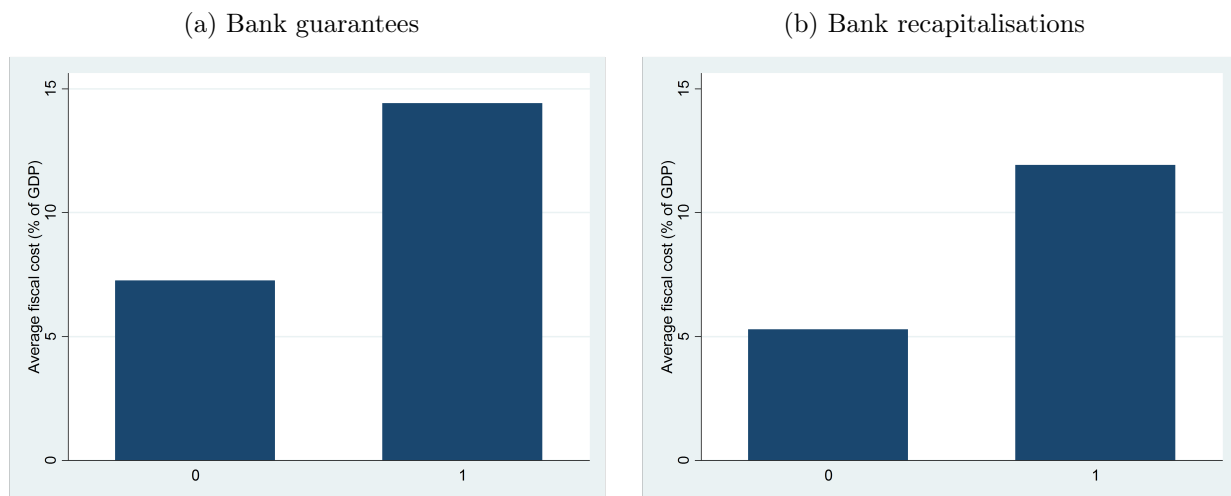 (a) Bank guarantees
Average fiscal cost (% of GDP)
15
10
5
0
0 1
(b) Bank recapitalisations
Average fiscal cost (% of GDP)
15
10
5
0
0 1